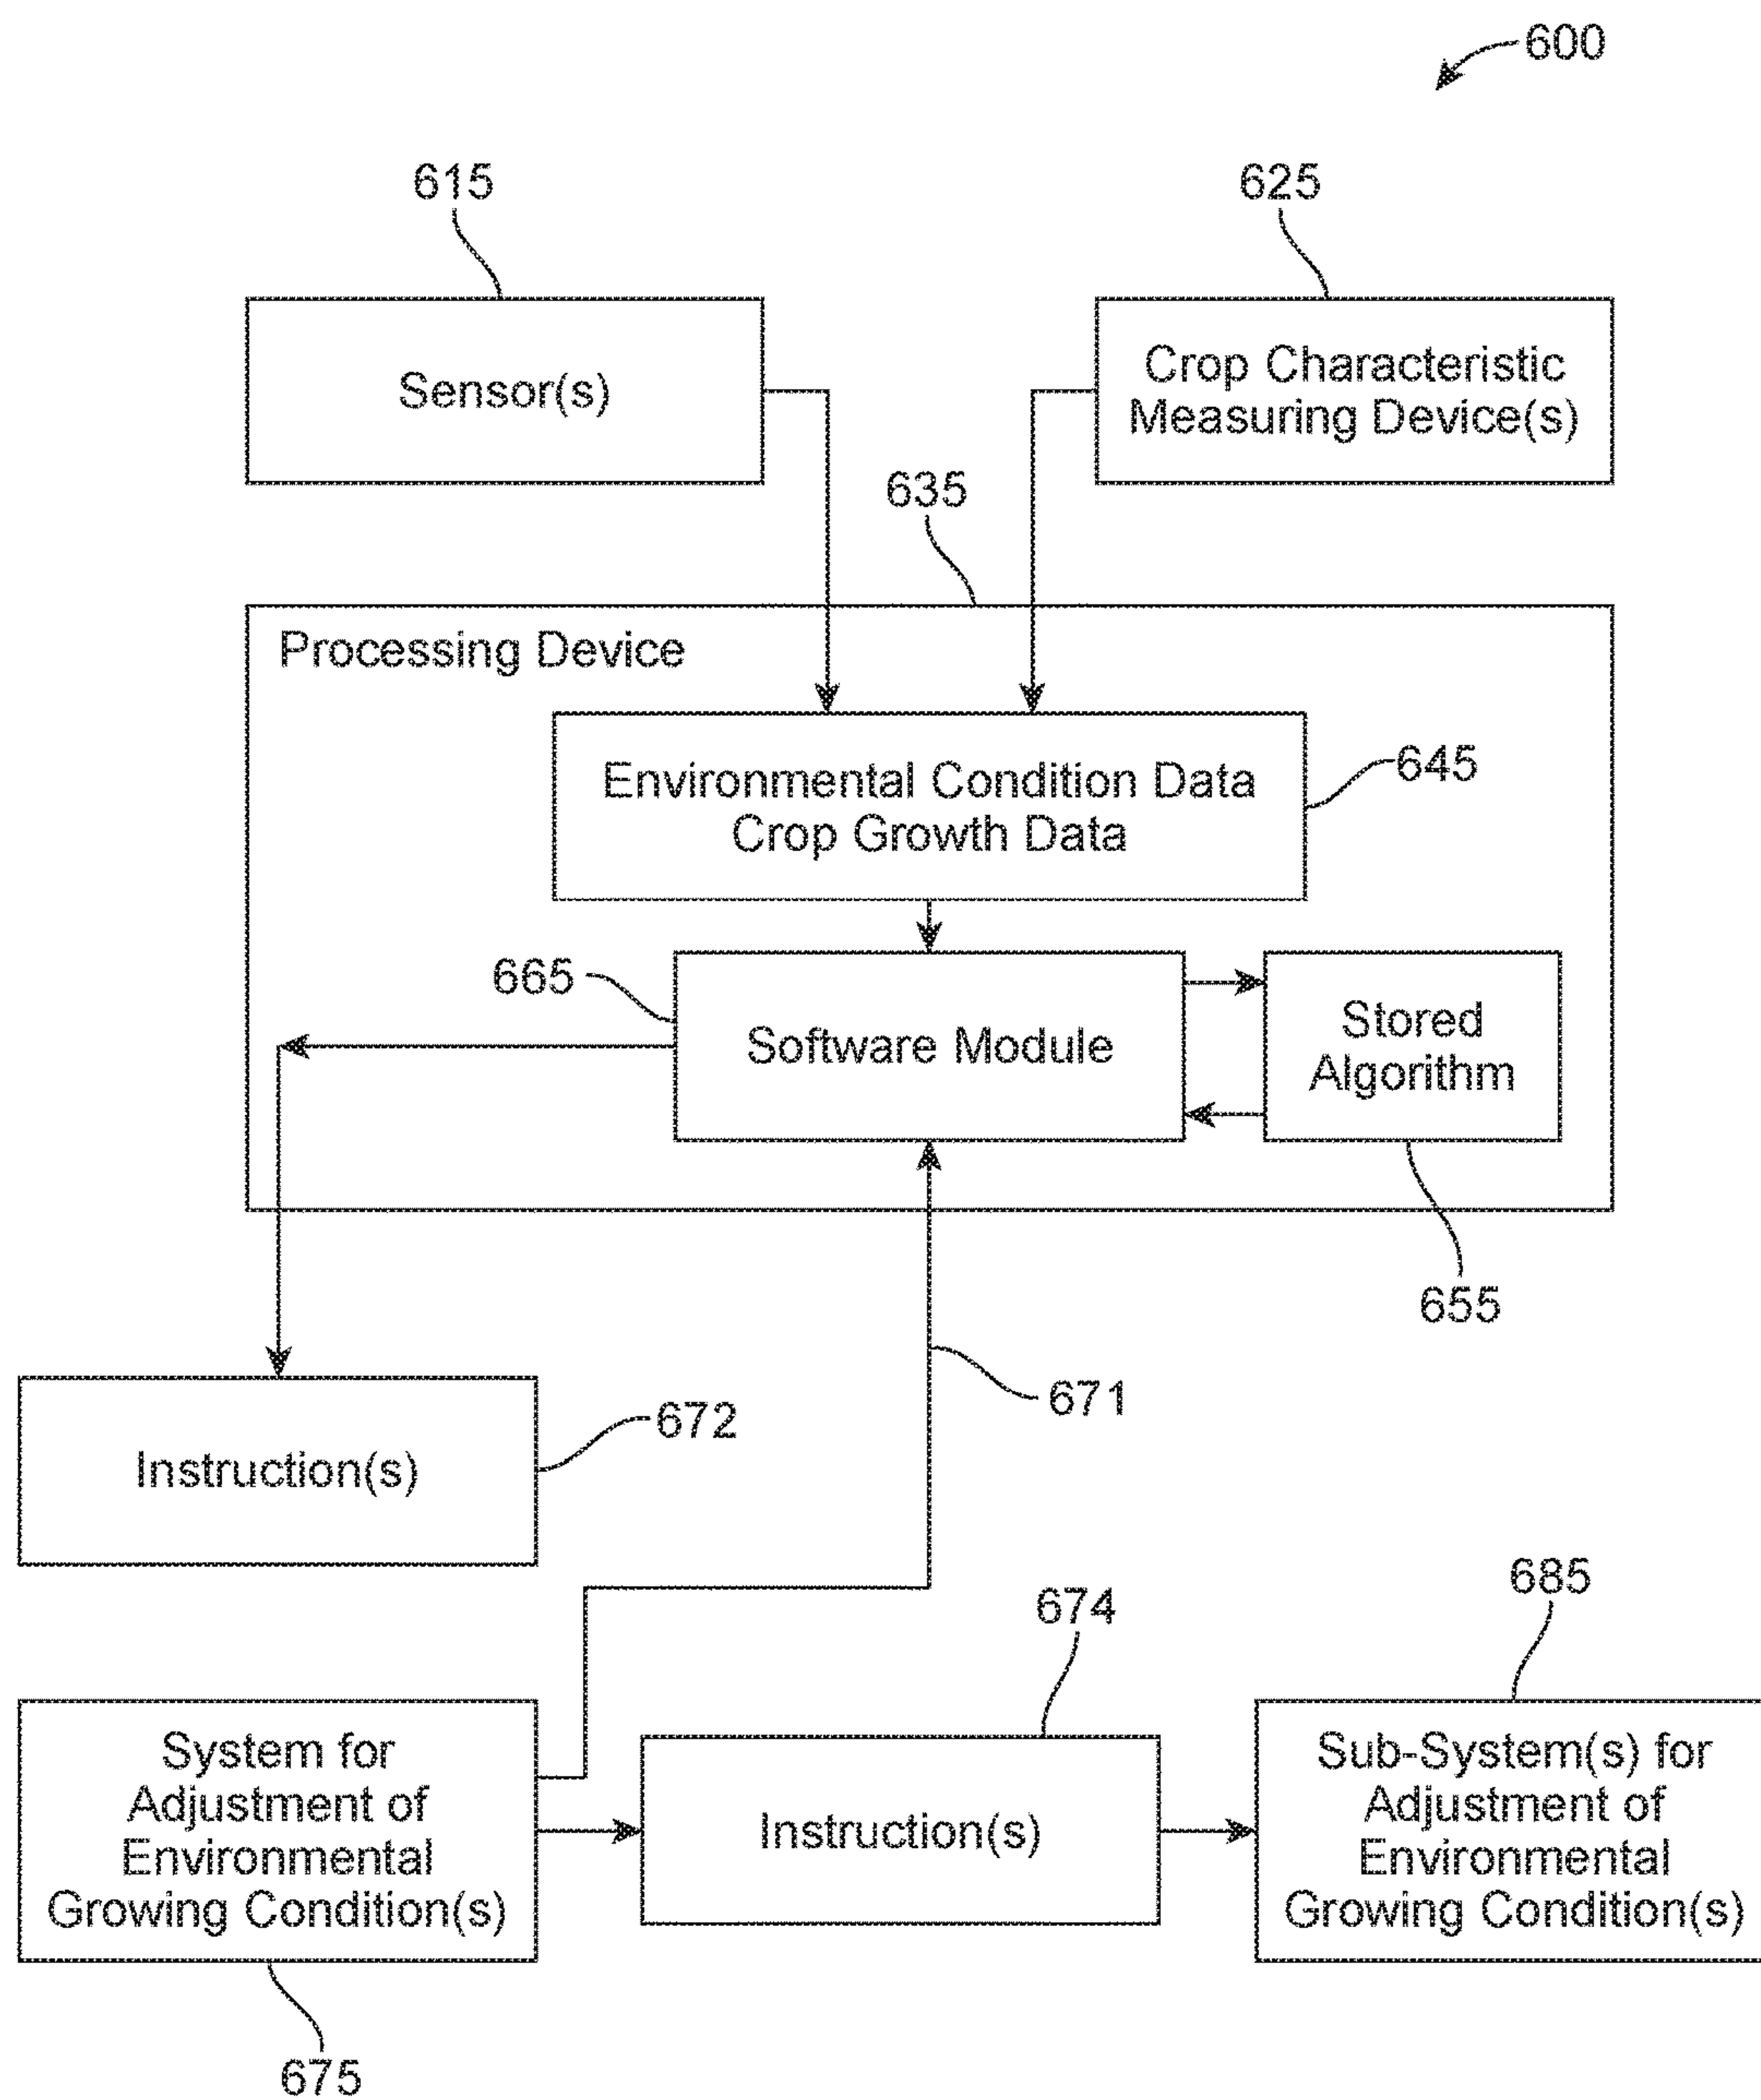 600
615
625
Sensor(s)
Crop Characteristic
Measuring Device(s)
635
Processing Device
Environmental Condition Data
Crop Growth Data
645
665
Software Module
Stored
Algorithm
655
671
672
Instruction(s)
674
685
System for
Adjustment of
Environmental
Growing Condition(s)
Instruction(s)
Sub-System(s) for
Adjustment of
Environmental
Growing Condition(s)
675